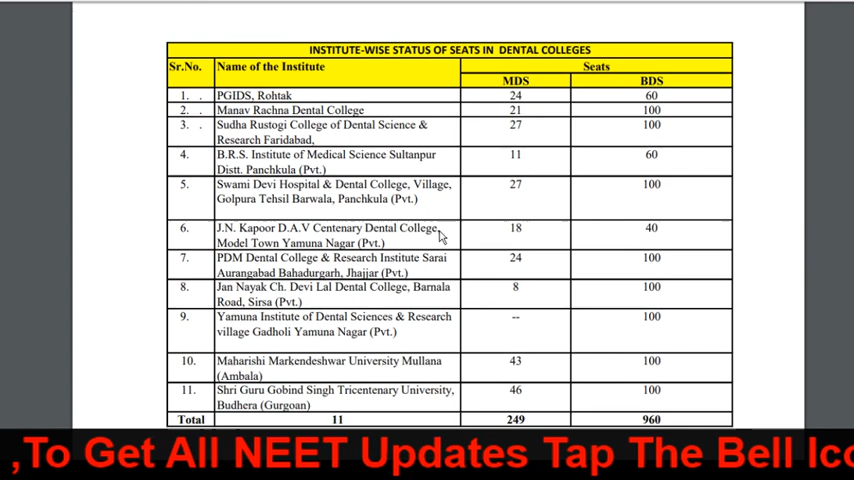 INSTITUTE-WISE STATUS OF SEATS IN DENTAL COLLEGES
Sr.No. Name of the Institute Seats
MDS BDS
1. . PGIDS, Rohtak 24 60
2. . Manav Rachna Dental College 21 100
3. . Sudha Rustogi College of Dental Science & 27 100
Research Faridabad,
4. B.R.S. Institute of Medical Science Sultanpur 11 60
Distt. Panchkula (Pvt.)
5. Swami Devi Hospital & Dental College, Village, 27 100
Golpura Tehsil Barwala, Panchkula (Pvt.)
6. J.N. Kapoor D.A.V Centenary Dental College, 18 40
Model Town Yamuna Nagar (Pvt.)
7. PDM Dental College & Research Institute Sarai 24 100
Aurangabad Bahadurgarh, Jhajjar (Pvt.)
8. Jan Nayak Ch. Devi Lal Dental College, Barnala 8 100
Road, Sirsa (Pvt.)
9. Yamuna Institute of Dental Sciences & Research -- 100
village Gadholi Yamuna Nagar (Pvt.)
10. Maharishi Markendeshwar University Mullana 43 100
(Ambala)
11. Shri Guru Gobind Singh Tricentenary University, 46 100
Budhera (Gurgoan)
Total 11 249 960
,To Get All NEET Updates Tap The Bell Ico